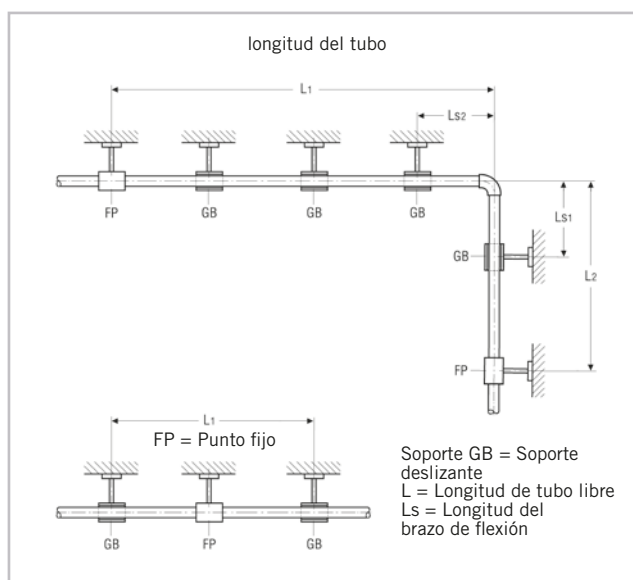 longitud del tubo
L1
Ls2
FP
GB
GB
GB
Ls1
GB
L2
FP
L1
FP = Punto fijo
GB
FP
GB
Soporte GB = Soporte
deslizante
L = Longitud de tubo libre
Ls = Longitud del
brazo de flexión